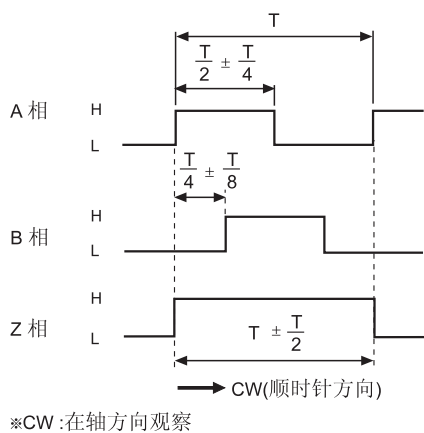 T
T/2 ± T/4
A 相 H
L
T/4 ± T/8
H
B 相 L
H
Z 相 L
T ± T/2
CW(顺时针方向)
※CW :在轴方向观察